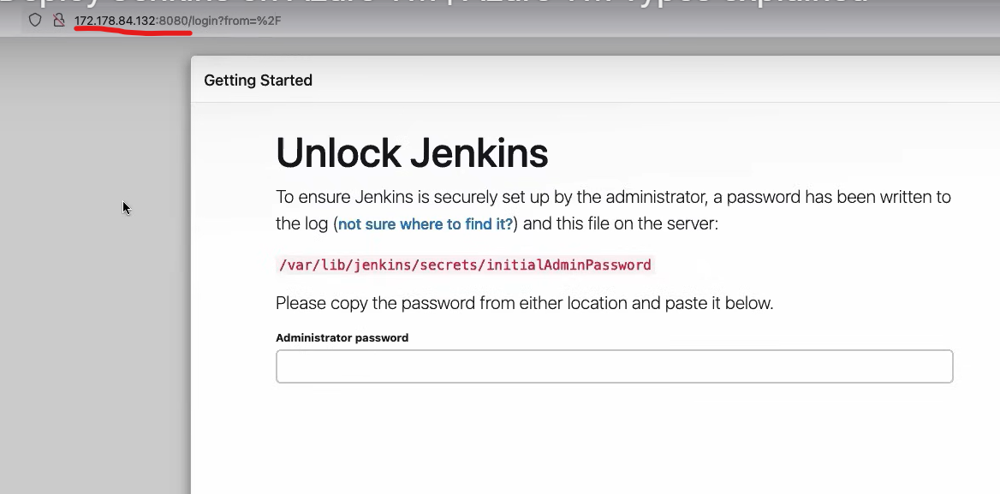 Deploy Jenkins on Azure VM | Azure VM Types explained
172.178.84.132:8080/login?from=%2F
Getting Started
Unlock Jenkins
To ensure Jenkins is securely set up by the administrator, a password has been written to
the log (not sure where to find it?) and this file on the server:
/var/lib/jenkins/secrets/initialAdminPassword
Please copy the password from either location and paste it below.
Administrator password